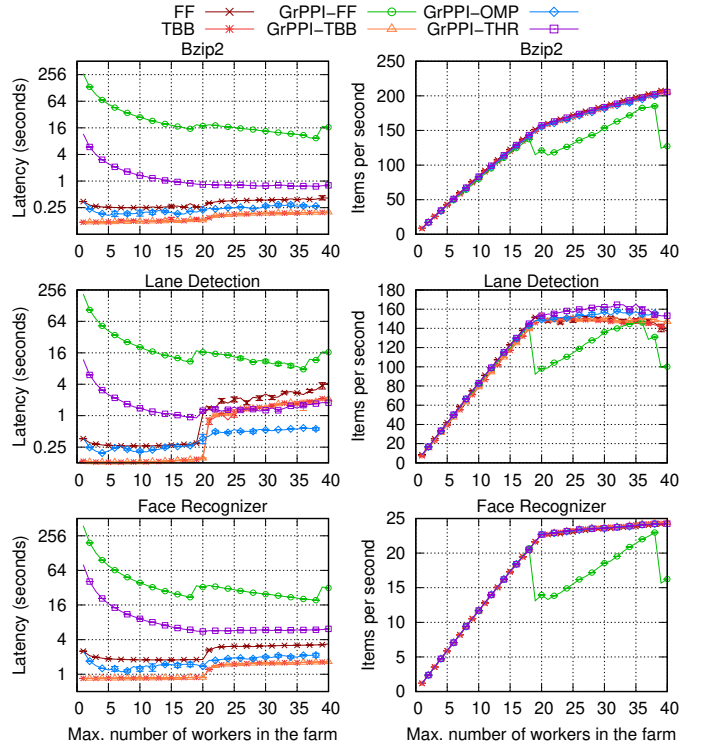 FF GrPPI-FF GrPPI-OMP
TBB GrPPI-TBB GrPPI-THR
Bzip2 Bzip2
Latency (seconds)
256
64
16
4
1
0.25
0 5 10 15 20 25 30 35 40
Items per second
250
200
150
100
50
0
0 5 10 15 20 25 30 35 40
Lane Detection Lane Detection
Latency (seconds)
256
64
16
4
1
0.25
0 5 10 15 20 25 30 35 40
Items per second
180
160
140
120
100
80
60
40
20
0
0 5 10 15 20 25 30 35 40
Face Recognizer Face Recognizer
Latency (seconds)
256
64
16
4
1
0 5 10 15 20 25 30 35 40
Max. number of workers in the farm
Items per second
25
20
15
10
5
0
0 5 10 15 20 25 30 35 40
Max. number of workers in the farm